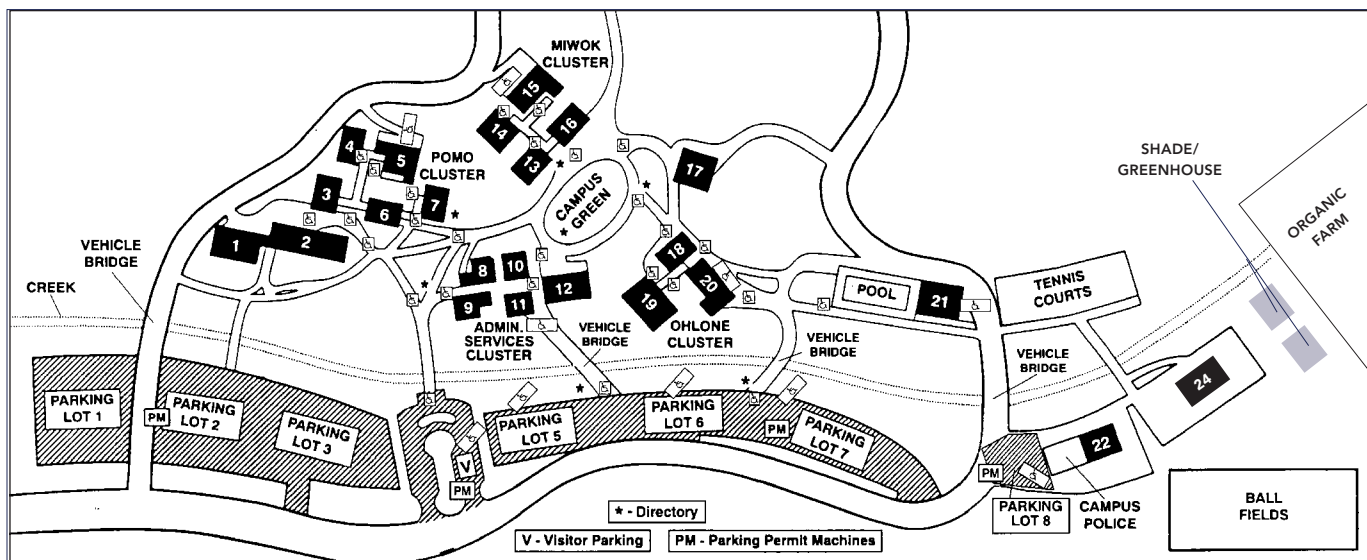 MIWOK
CLUSTER
15
14
16
13
4
5
POMO
CLUSTER
3
6
7
*
*
CAMPUS
GREEN
*
*
17
SHADE/
GREENHOUSE
ORGANIC
FARM
1
2
VEHICLE
BRIDGE
CREEK
8
10
9
11
12
*
ADMIN.
SERVICES
CLUSTER
18
19
20
OHLONE
CLUSTER
VEHICLE
BRIDGE
*
VEHICLE
BRIDGE
*
POOL
21
TENNIS
COURTS
VEHICLE
BRIDGE
24
22
PARKING
LOT 1
PM
PARKING
LOT 2
PARKING
LOT 3
V
PM
PARKING
LOT 5
PARKING
LOT 6
PM
PARKING
LOT 7
PM
PARKING
LOT 8
CAMPUS
POLICE
BALL
FIELDS
* - Directory
V - Visitor Parking
PM - Parking Permit Machines